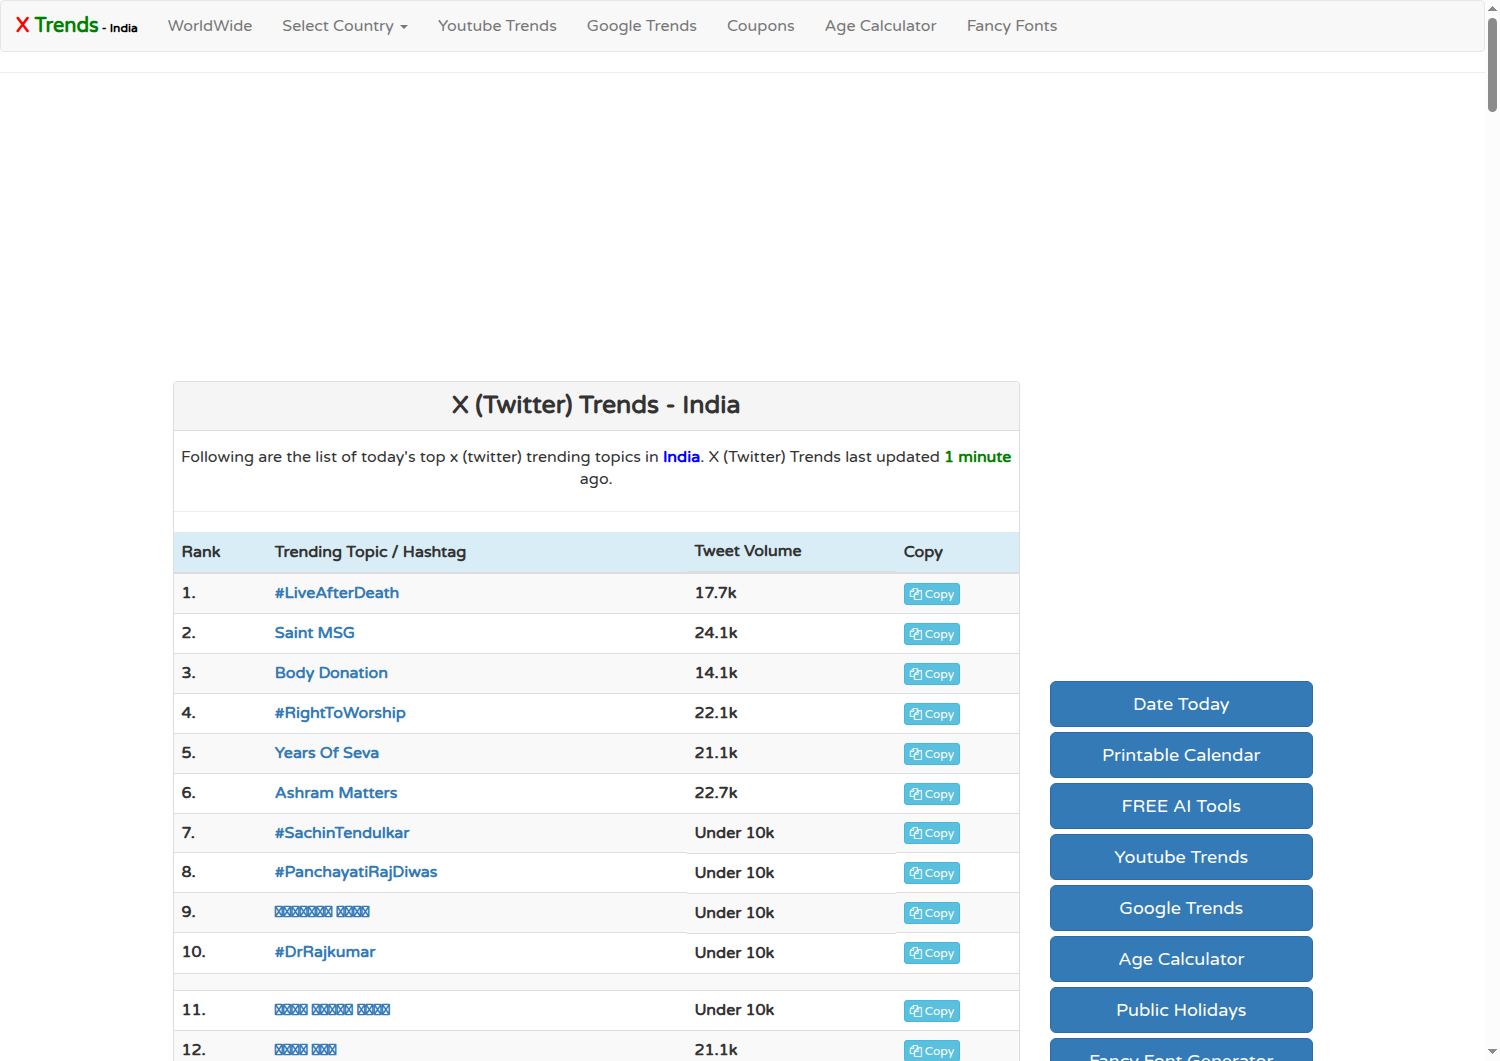 X Trends - India WorldWide Select Country Youtube Trends Google Trends Coupons Age Calculator Fancy Fonts
X (Twitter) Trends - India
Following are the list of today's top x (twitter) trending topics in India. X (Twitter) Trends last updated 1 minute
ago.
Rank Trending Topic / Hashtag Tweet Volume Copy
1. #LiveAfterDeath 17.7k Copy
2. Saint MSG 24.1k Copy
3. Body Donation 14.1k Copy
4. #RightToWorship 22.1k Copy
5. Years Of Seva 21.1k Copy
6. Ashram Matters 22.7k Copy
7. #SachinTendulkar Under 10k Copy
8. #PanchayatiRajDiwas Under 10k Copy
9. Under 10k Copy
10. #DrRajkumar Under 10k Copy
11. Under 10k Copy
12. 21.1k Copy
Date Today
Printable Calendar
FREE AI Tools
Youtube Trends
Google Trends
Age Calculator
Public Holidays
Fancy Font Generator